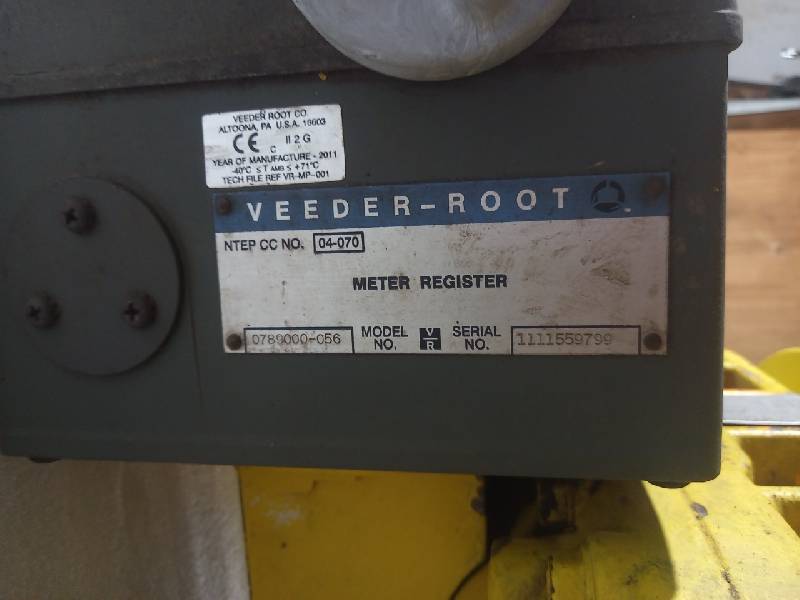 VEEDER ROOT CO
ALTOONA, PA U.S.A. 16603
CE II 2 G
C
YEAR OF MANUFACTURE - 2011
-40°C ≤ T AMB ≤ +71°C
TECH FILE REF VR-MP-001
VEEDER-ROOT
NTEP CC NO. 04-070
METER REGISTER
0789000-056 MODEL NO. V/R SERIAL NO. 1111559799